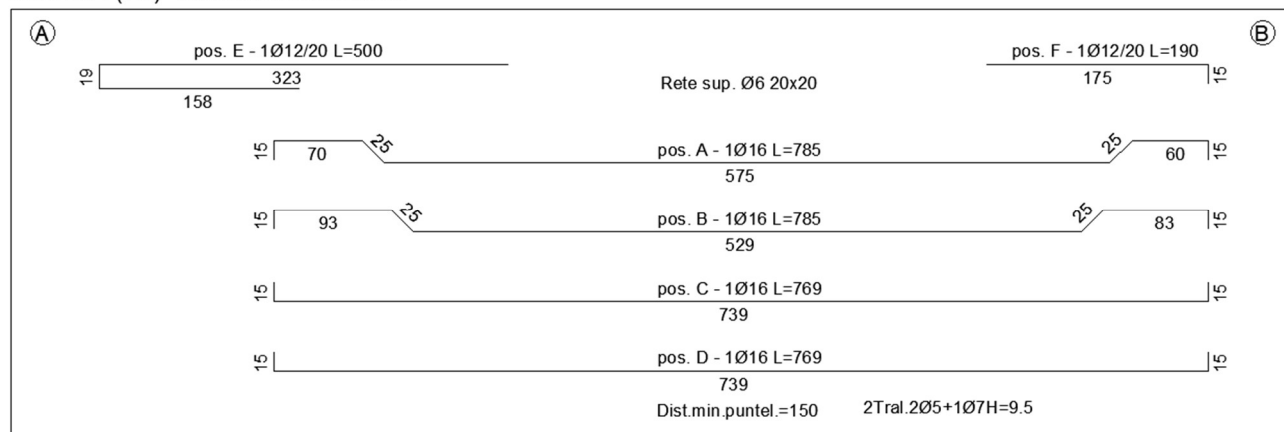 A
B
pos. E - 1Ø12/20 L=500
pos. F - 1Ø12/20 L=190
19
323
158
Rete sup. Ø6 20x20
175
15
15
70
25
pos. A - 1Ø16 L=785
575
25
60
15
15
93
25
pos. B - 1Ø16 L=785
529
25
83
15
15
pos. C - 1Ø16 L=769
739
15
15
pos. D - 1Ø16 L=769
739
15
Dist.min.puntel.=150
2Tral.2Ø5+1Ø7H=9.5